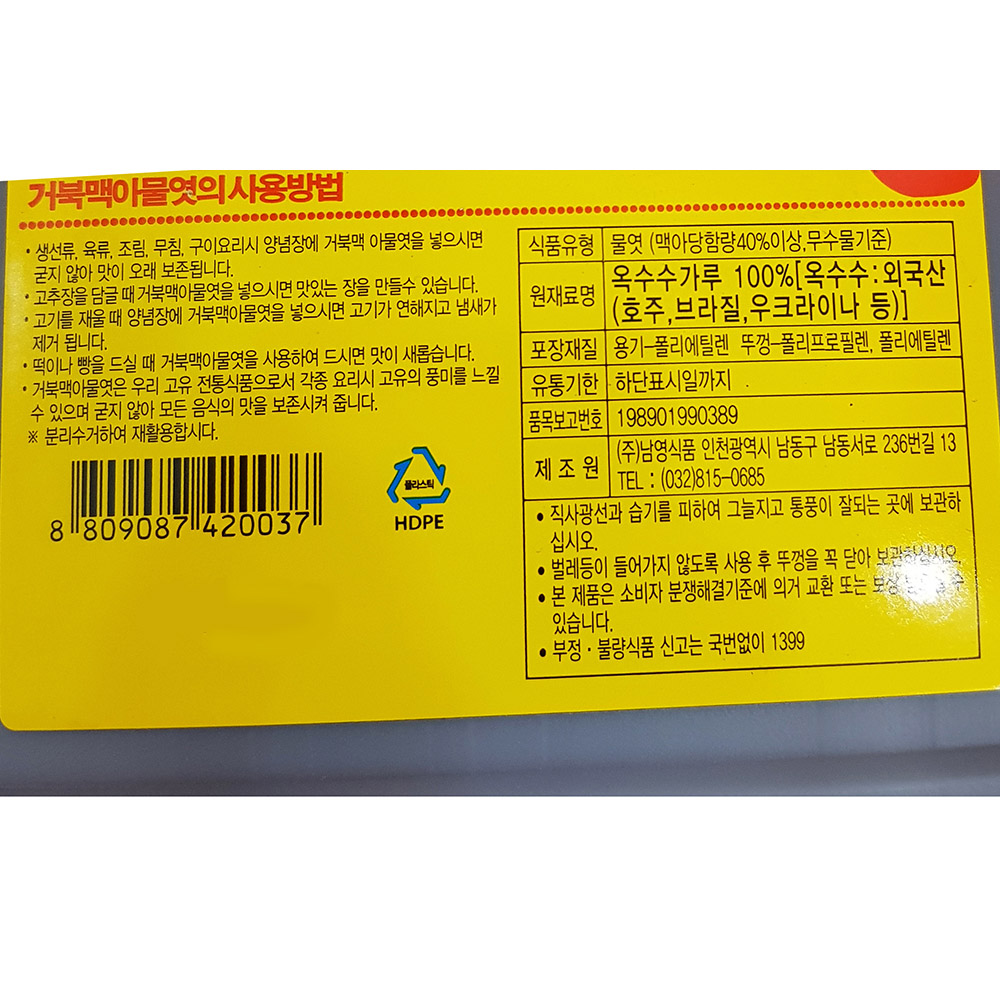 거북맥아물엿의사용방법
• 생선류, 육류, 조림, 무침, 구이요리시 양념장에 거북맥 아물엿을 넣으시면
굳지 않아 맛이 오래 보존됩니다.
• 고추장을 담글 때 거북맥아물엿을 넣으시면 맛있는 장을 만들수 있습니다.
• 고기를 재울 때 양념장에 거북맥아물엿을 넣으시면 고기가 연해지고 냄새가
제거 됩니다.
• 떡이나 빵을 드실 때 거북맥아물엿을 사용하여 드시면 맛이 새롭습니다.
• 거북맥아물엿은 우리 고유 전통식품으로서 각종 요리시 고유의 풍미를 느낄
수 있으며 굳지 않아 모든 음식의 맛을 보존시켜 줍니다.
※ 분리수거하여 재활용합시다.
8 809087 420037
플라스틱
HDPE
식품유형 물엿 (맥아당함량40%이상,무수물기준)
원재료명 옥수수가루 100%[옥수수:외국산
(호주,브라질,우크라이나 등)]
포장재질 용기-폴리에틸렌 뚜껑-폴리프로필렌, 폴리에틸렌
유통기한 하단표시일까지
품목보고번호 198901990389
제 조 원 (주)남영식품 인천광역시 남동구 남동서로 236번길 13
TEL : (032)815-0685
• 직사광선과 습기를 피하여 그늘지고 통풍이 잘되는 곳에 보관하
십시오.
• 벌레등이 들어가지 않도록 사용 후 뚜껑을 꼭 닫아 보관하십시오.
• 본 제품은 소비자 분쟁해결기준에 의거 교환 또는 보상 수
있습니다.
• 부정·불량식품 신고는 국번없이 1399